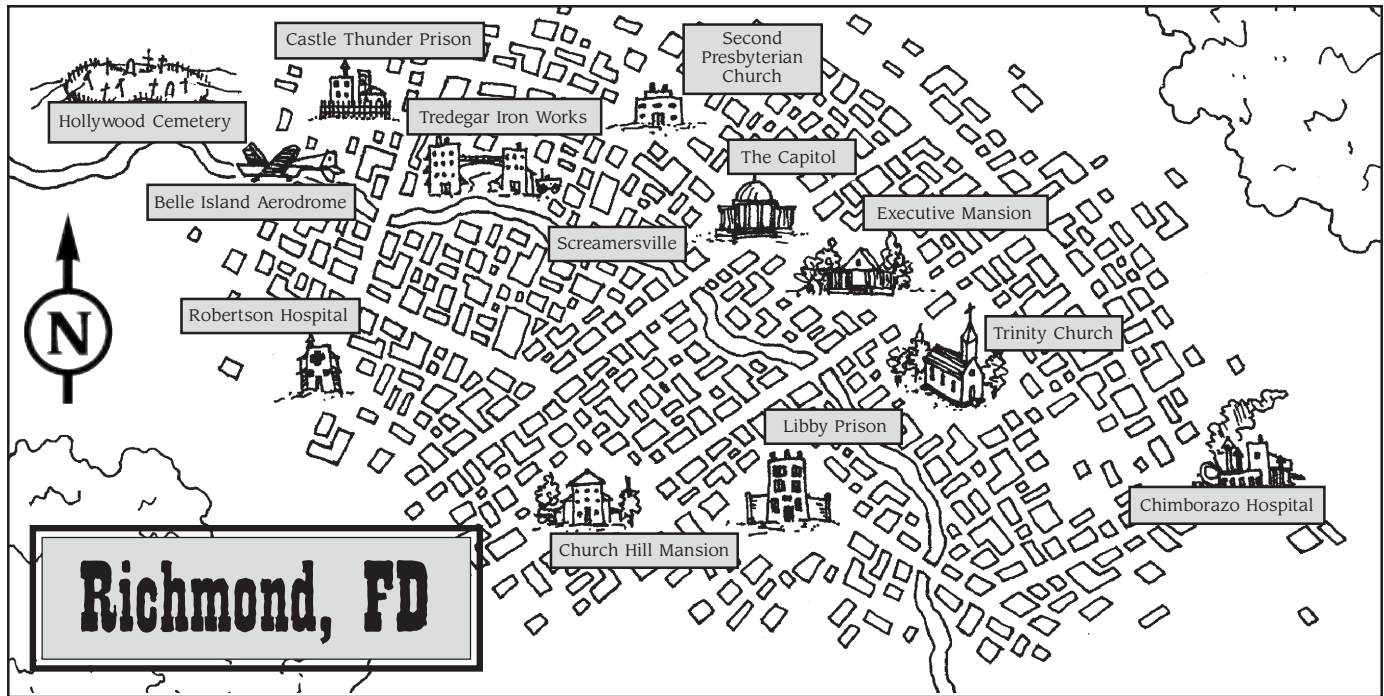 Castle Thunder Prison
Second
Presbyterian
Church
Hollywood Cemetery
Tredegar Iron Works
The Capitol
Belle Island Aerodrome
Executive Mansion
Screamersville
N
Robertson Hospital
Trinity Church
Libby Prison
Chimborazo Hospital
Church Hill Mansion
Richmond, FD